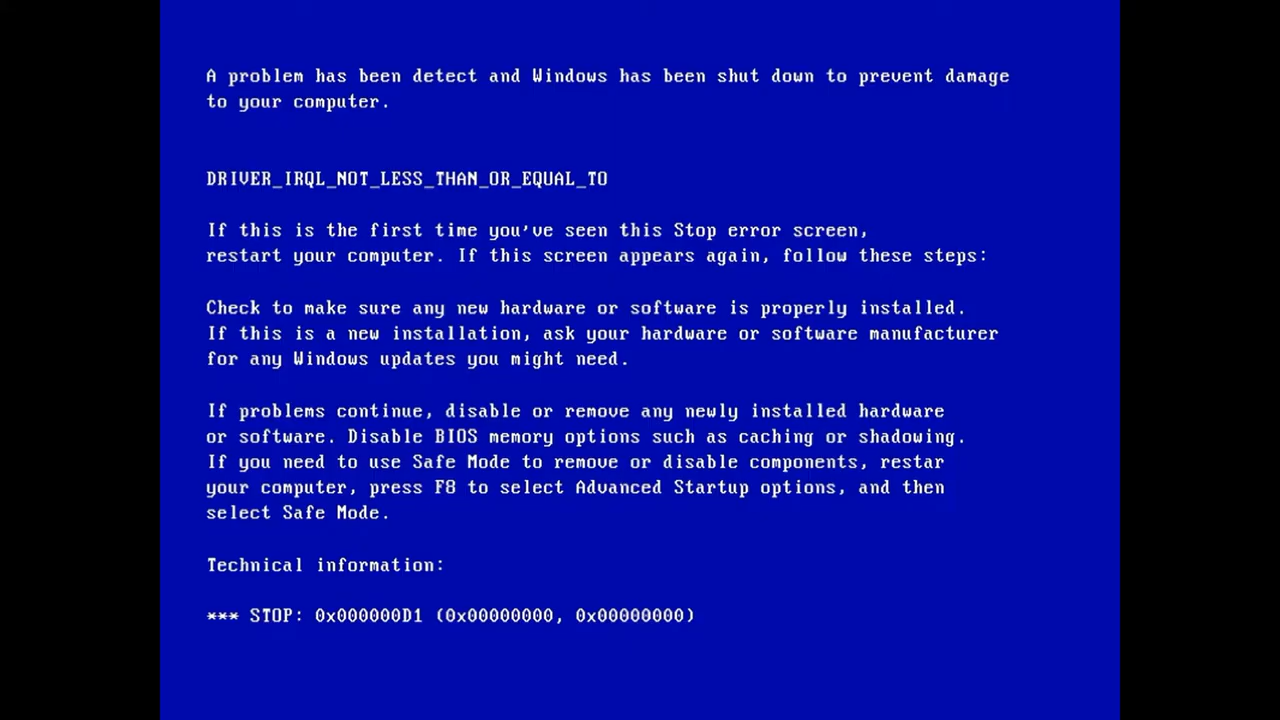 A problem has been detect and Windows has been shut down to prevent damage
to your computer.
DRIVER_IRQL_NOT_LESS_THAN_OR_EQUAL_TO
If this is the first time you've seen this Stop error screen,
restart your computer. If this screen appears again, follow these steps:
Check to make sure any new hardware or software is properly installed.
If this is a new installation, ask your hardware or software manufacturer
for any Windows updates you might need.
If problems continue, disable or remove any newly installed hardware
or software. Disable BIOS memory options such as caching or shadowing.
If you need to use Safe Mode to remove or disable components, restar
your computer, press F8 to select Advanced Startup options, and then
select Safe Mode.
Technical information:
*** STOP: 0x000000D1 (0x00000000, 0x00000000)